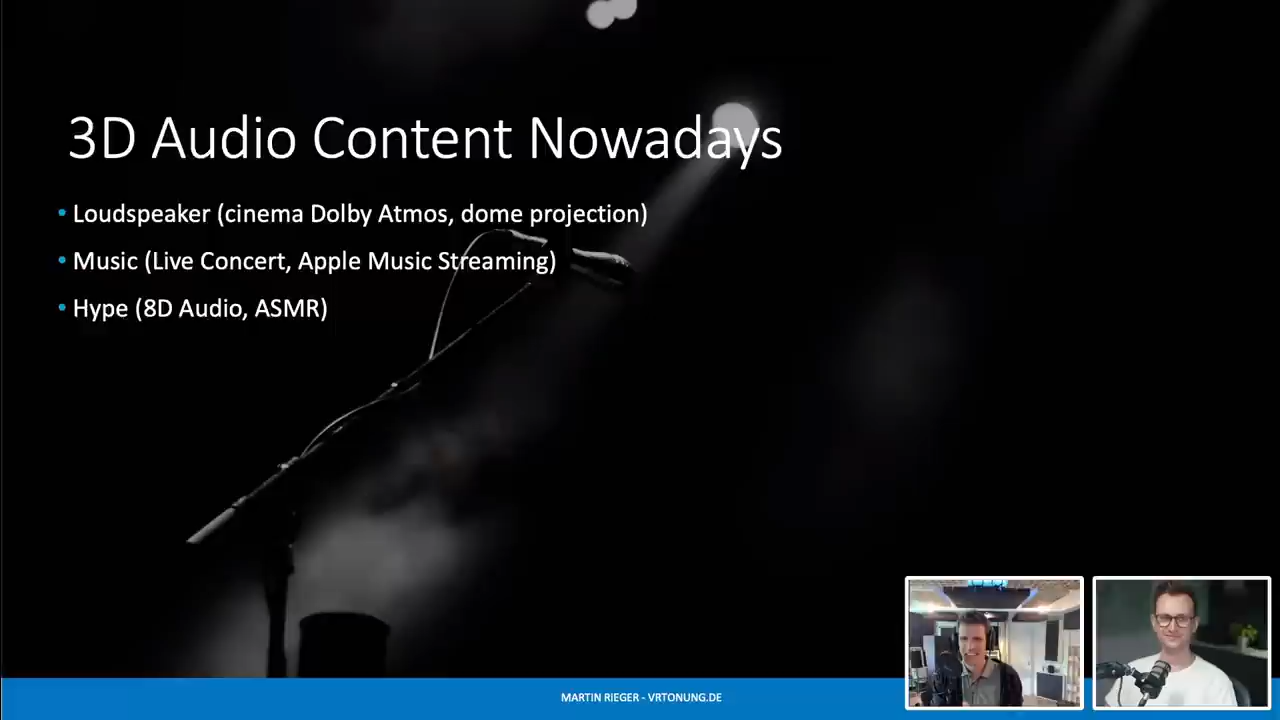 3D Audio Content Nowadays
• Loudspeaker (cinema Dolby Atmos, dome projection)
• Music (Live Concert, Apple Music Streaming)
• Hype (8D Audio, ASMR)
MARTIN RIEGER - VRTONUNG.DE